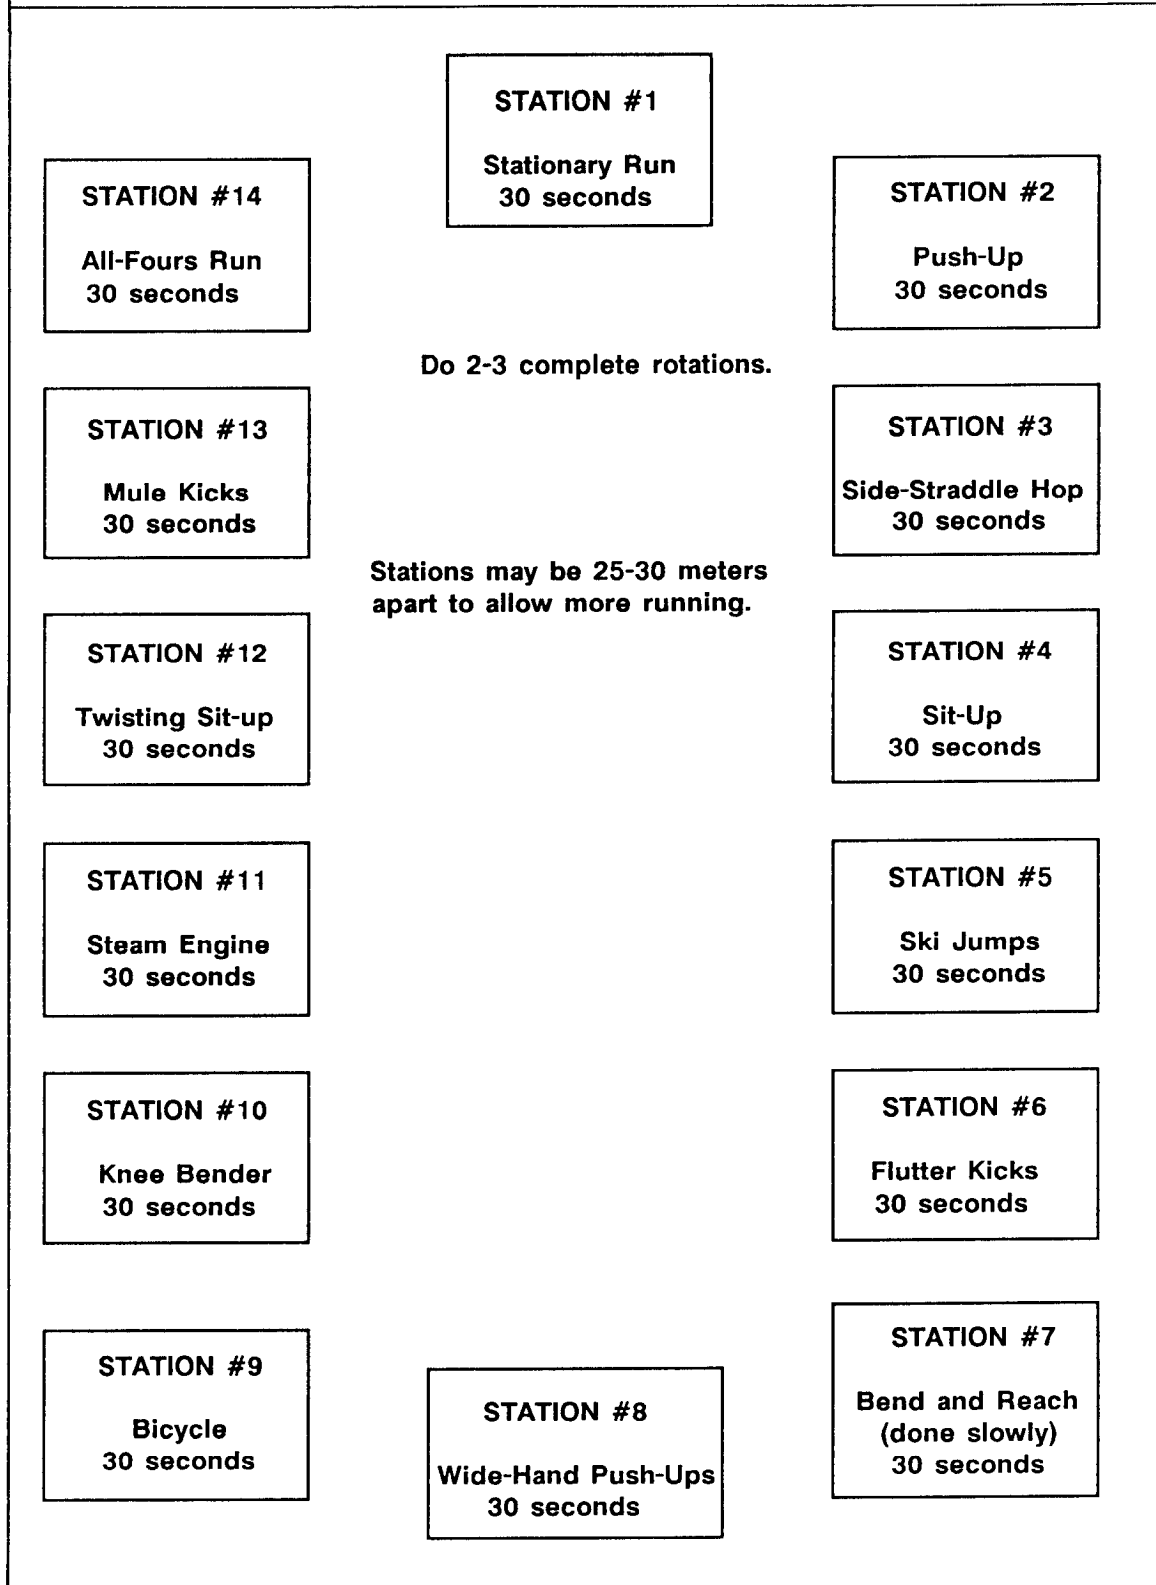 STATION #1
Stationary Run
30 seconds
STATION #2
Push-Up
30 seconds
STATION #3
Side-Straddle Hop
30 seconds
STATION #4
Sit-Up
30 seconds
STATION #5
Ski Jumps
30 seconds
STATION #6
Flutter Kicks
30 seconds
STATION #7
Bend and Reach
(done slowly)
30 seconds
STATION #8
Wide-Hand Push-Ups
30 seconds
STATION #9
Bicycle
30 seconds
STATION #10
Knee Bender
30 seconds
STATION #11
Steam Engine
30 seconds
STATION #12
Twisting Sit-up
30 seconds
STATION #13
Mule Kicks
30 seconds
STATION #14
All-Fours Run
30 seconds
Do 2-3 complete rotations.
Stations may be 25-30 meters
apart to allow more running.